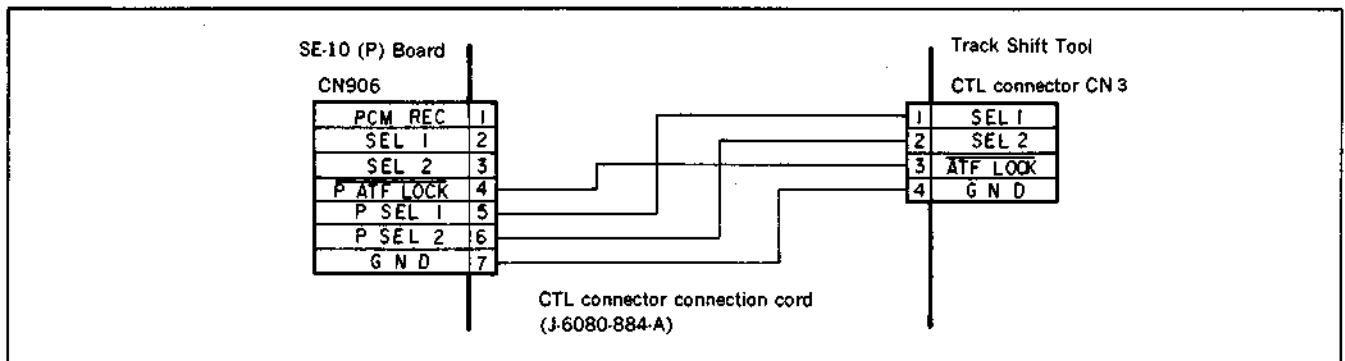 SE-10 (P) Board
CN906
PCM REC 1
SEL 1 2
SEL 2 3
P ATF LOCK 4
P SEL 1 5
P SEL 2 6
G N D 7
Track Shift Tool
CTL connector CN 3
1 SEL 1
2 SEL 2
3 ATF LOCK
4 G N D
CTL connector connection cord
(J-6080-884-A)